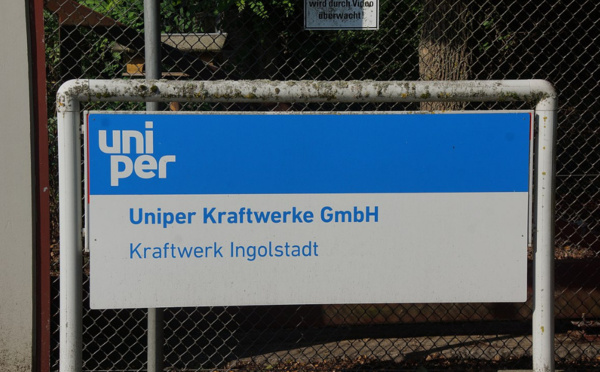 wird durch Video
überwacht!
uni
per
Uniper Kraftwerke GmbH
Kraftwerk Ingolstadt